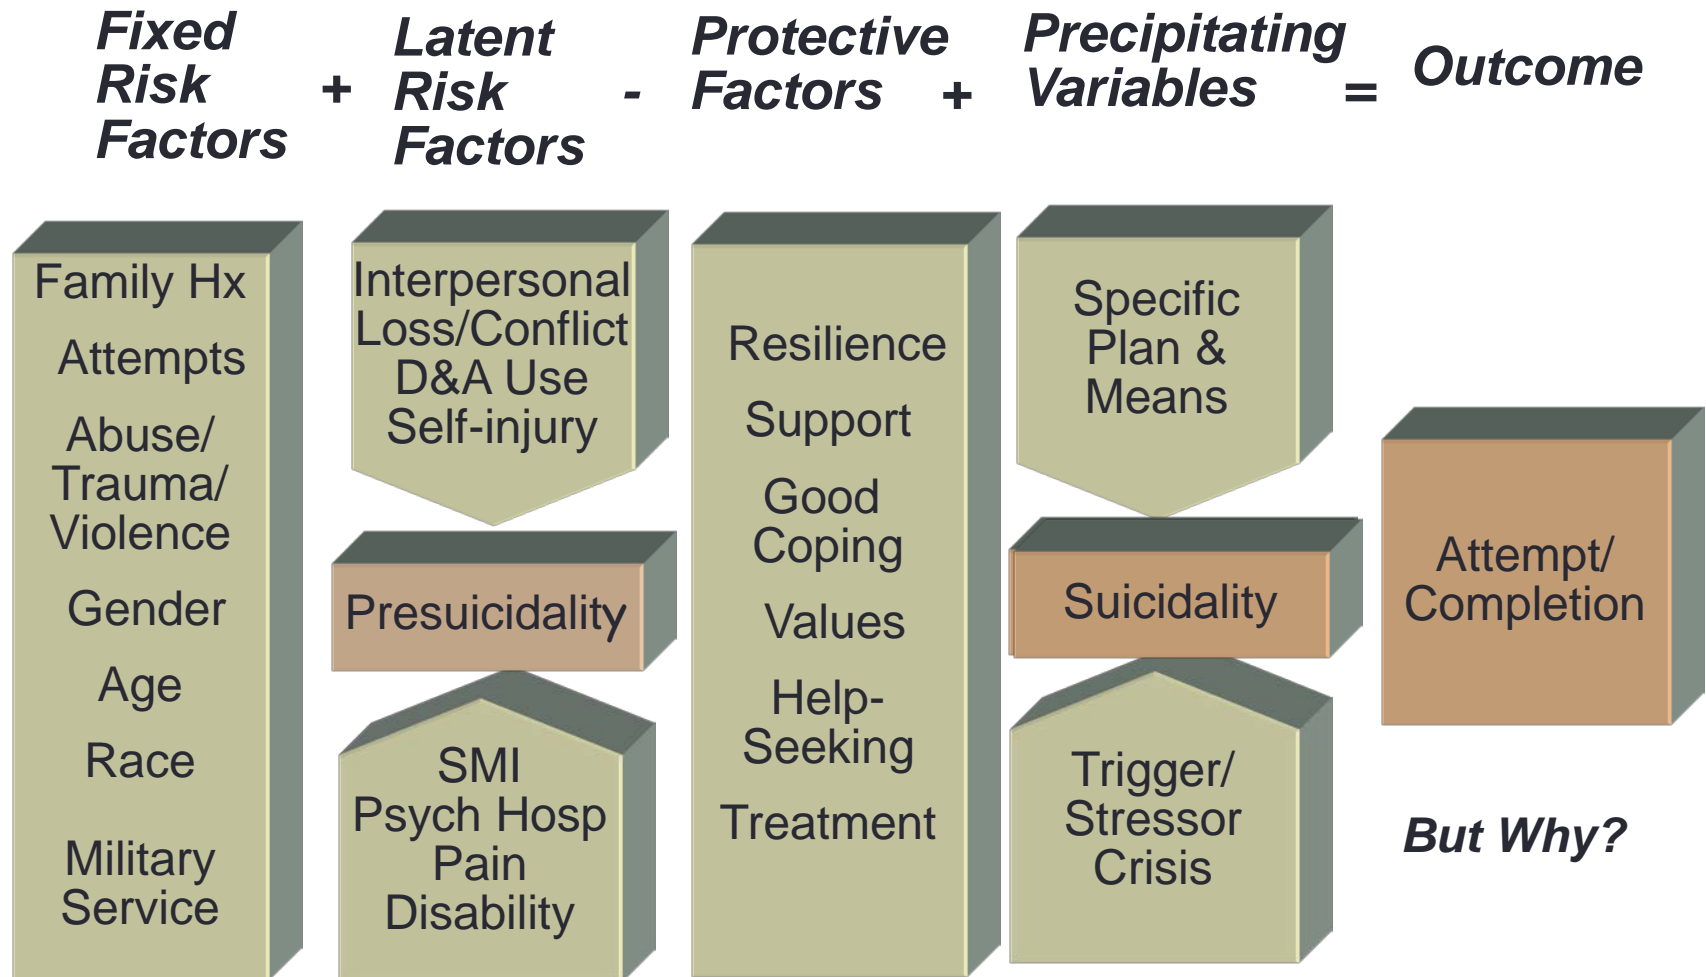 Fixed
Risk
Factors
+
Latent
Risk
Factors
-
Protective
Factors
+
Precipitating
Variables
=
Outcome
Family Hx
Attempts
Abuse/
Trauma/
Violence
Gender
Age
Race
Military
Service
Interpersonal
Loss/Conflict
D&A Use
Self-injury
Presuicidality
SMI
Psych Hosp
Pain
Disability
Resilience
Support
Good
Coping
Values
Help-
Seeking
Treatment
Specific
Plan &
Means
Suicidality
Trigger/
Stressor
Crisis
Attempt/
Completion
But Why?